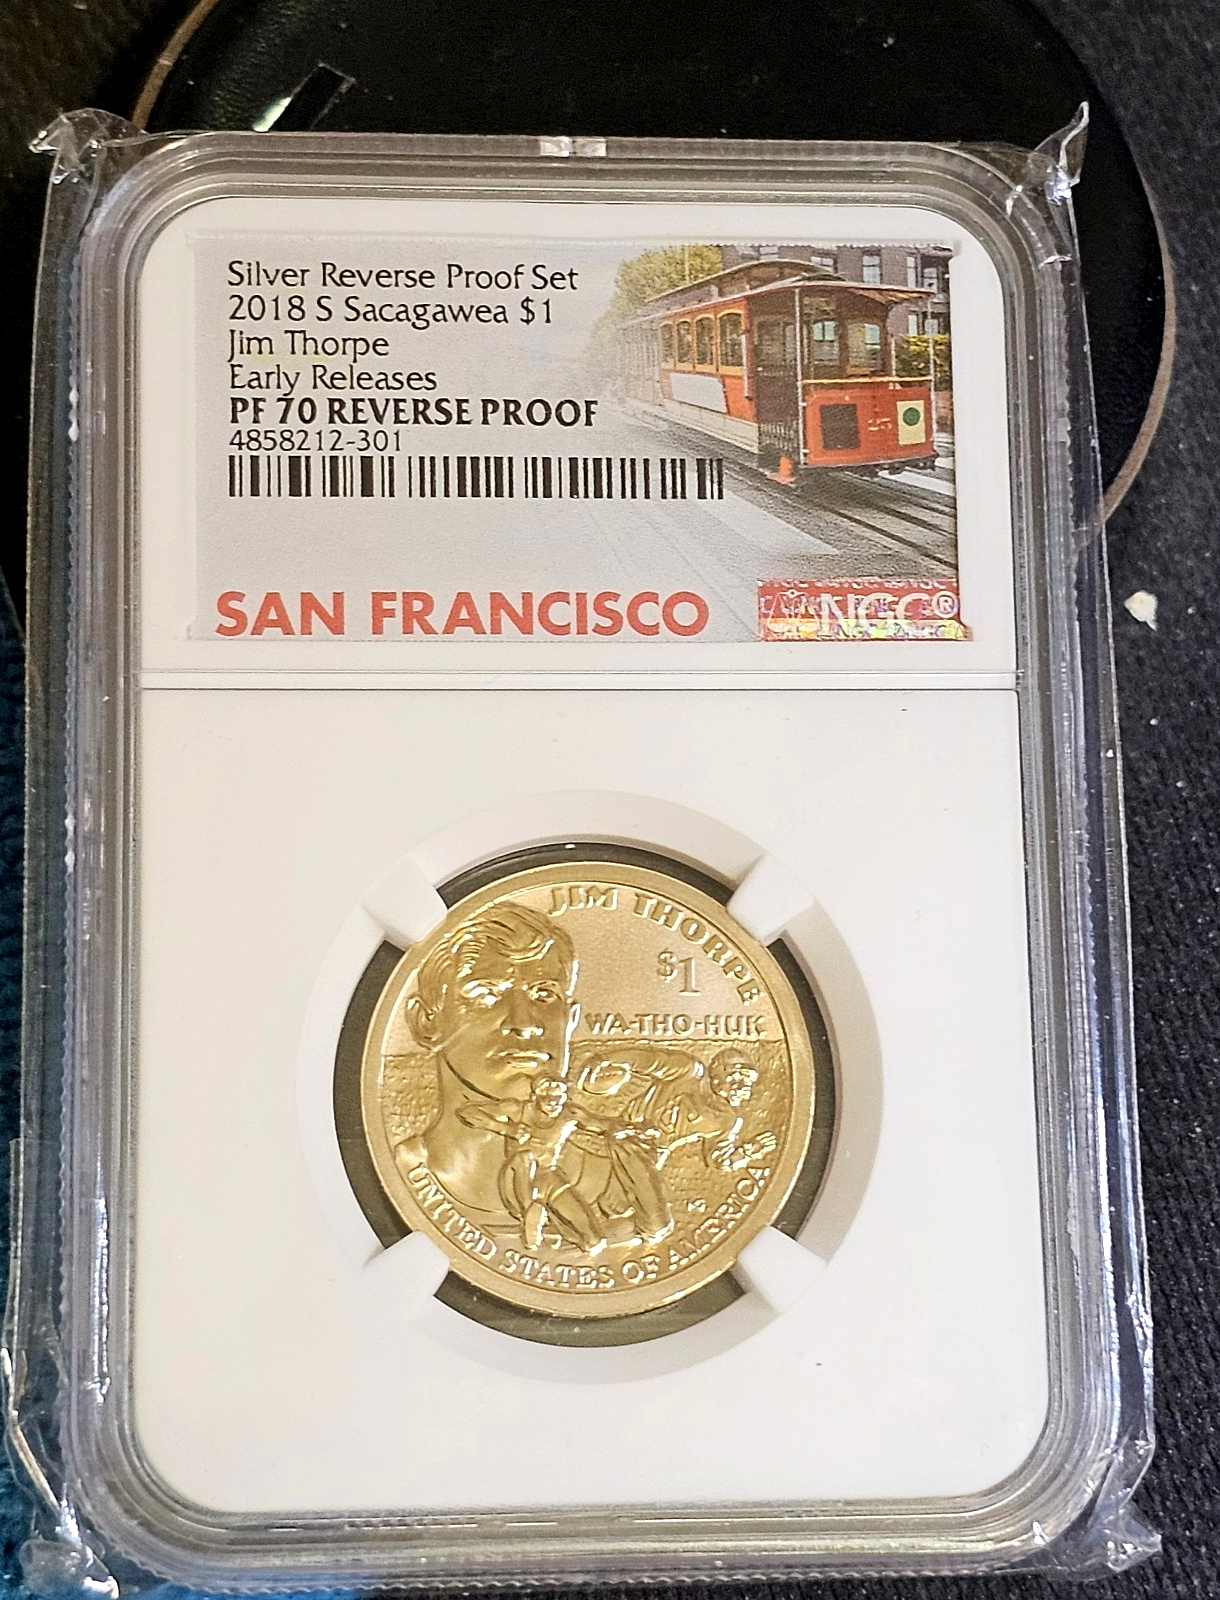 Silver Reverse Proof Set
2018 S Sacagawea $1
Jim Thorpe
Early Releases
PF 70 REVERSE PROOF
4858212-301
25
SAN FRANCISCO
NGC®
JIM THORPE
$1
WA-THO-HUK
UNITED STATES OF AMERICA